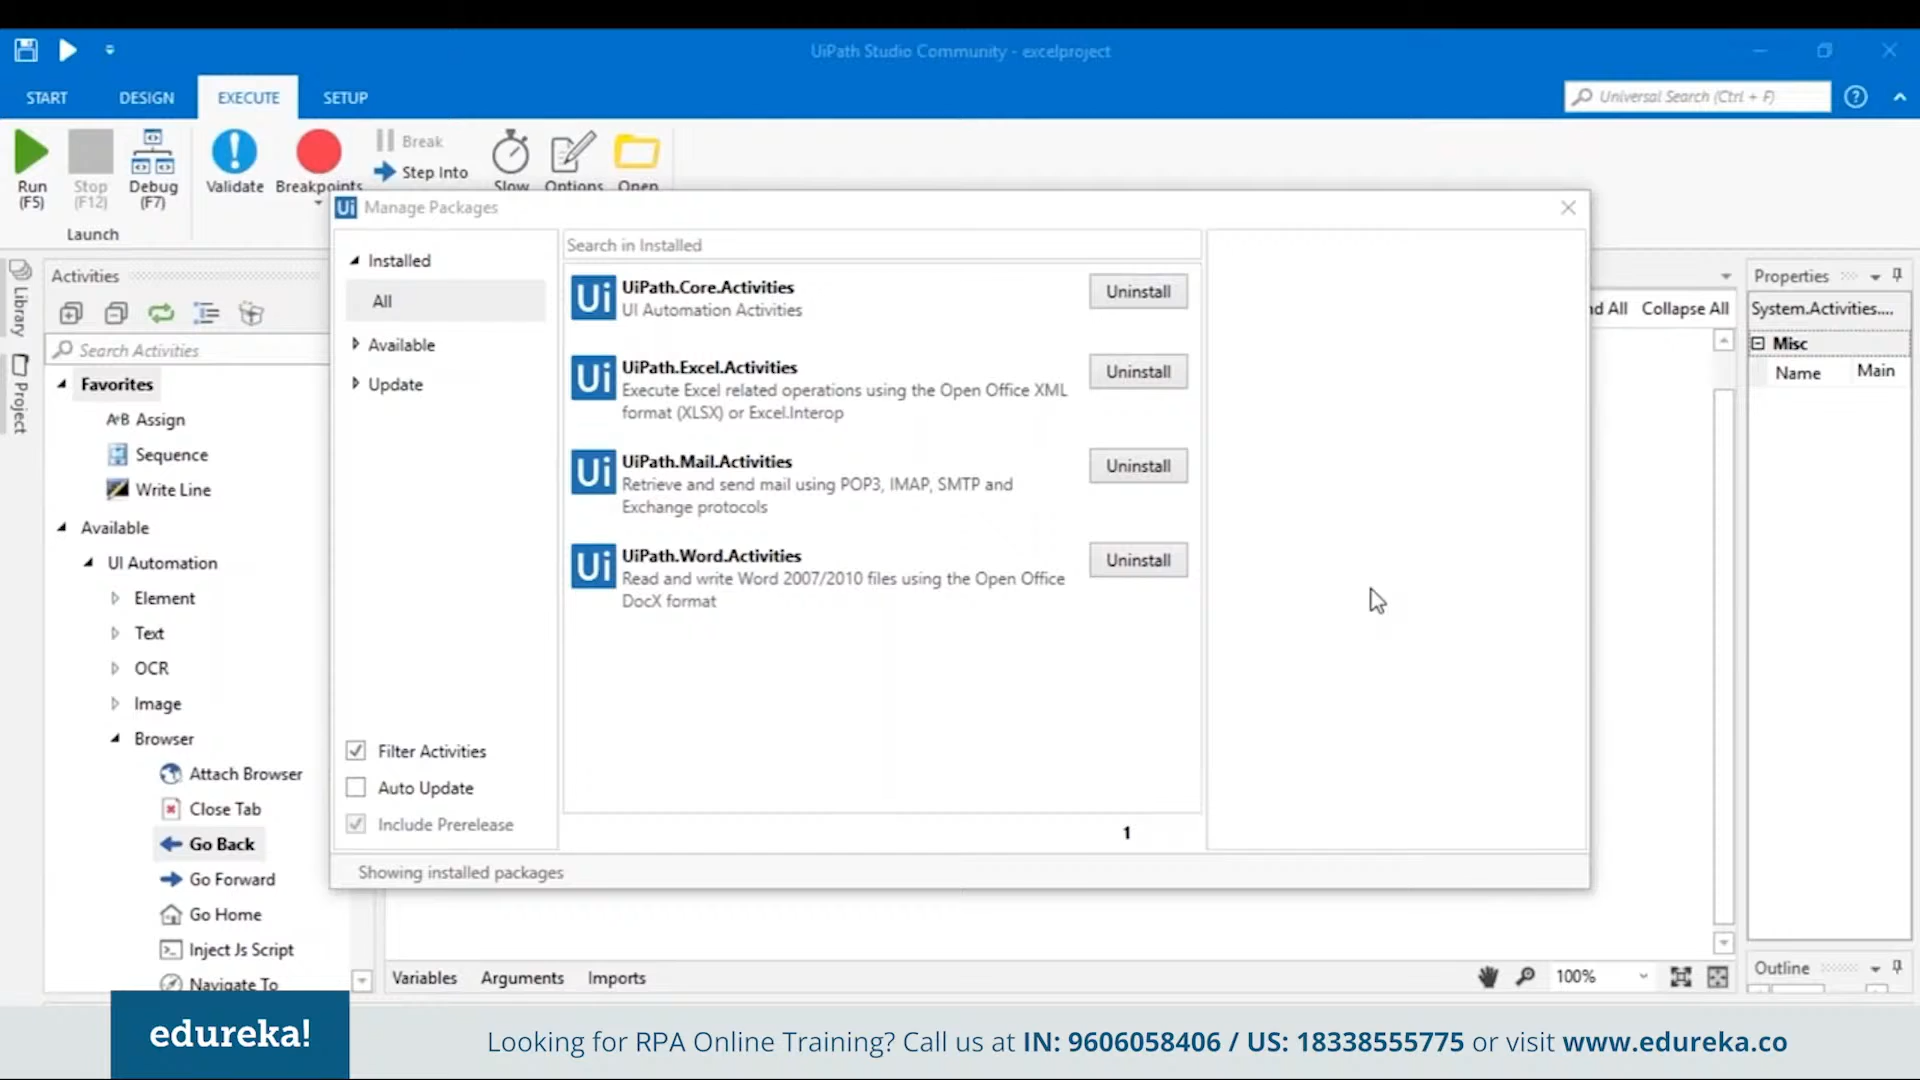 UiPath Studio Community - excelproject
START
DESIGN
EXECUTE
SETUP
Universal Search (Ctrl + F)
Run
(F5)
Stop
(F12)
Debug
(F7)
Launch
Validate
Breakpoints
Break
Step Into
Slow
Options
Open
Library
Project
Activities
Search Activities
Favorites
A+B Assign
Sequence
Write Line
Available
UI Automation
Element
Text
OCR
Image
Browser
Attach Browser
Close Tab
Go Back
Go Forward
Go Home
Inject Js Script
Navigate To
Ui Manage Packages
Installed
All
Available
Update
Filter Activities
Auto Update
Include Prerelease
Search in Installed
Ui
UiPath.Core.Activities
UI Automation Activities
Uninstall
Ui
UiPath.Excel.Activities
Execute Excel related operations using the Open Office XML
format (XLSX) or Excel.Interop
Uninstall
Ui
UiPath.Mail.Activities
Retrieve and send mail using POP3, IMAP, SMTP and
Exchange protocols
Uninstall
Ui
UiPath.Word.Activities
Read and write Word 2007/2010 files using the Open Office
DocX format
Uninstall
1
Showing installed packages
All Collapse All
Properties
System.Activities....
Misc
Name Main
Variables Arguments Imports
100%
Outline
edureka!
Looking for RPA Online Training? Call us at IN: 9606058406 / US: 18338555775 or visit www.edureka.co